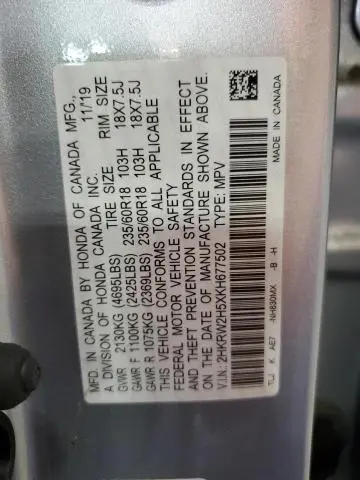 MFD. IN CANADA BY HONDA OF CANADA MFG.
A DIVISION OF HONDA CANADA INC. 11/19
TIRE SIZE RIM SIZE
GVWR 2130KG (4695LBS)
GAWR F 1100KG (2425LBS) 235/60R18 103H 18X7.5J
GAWR R 1075KG (2369LBS) 235/60R18 103H 18X7.5J
THIS VEHICLE CONFORMS TO ALL APPLICABLE
FEDERAL MOTOR VEHICLE SAFETY
AND THEFT PREVENTION STANDARDS IN EFFECT
ON THE DATE OF MANUFACTURE SHOWN ABOVE.
V.I.N.: 2HKRW2H5XKH677502 TYPE: MPV
K AE7 -NH830MX -B -H MADE IN CANADA